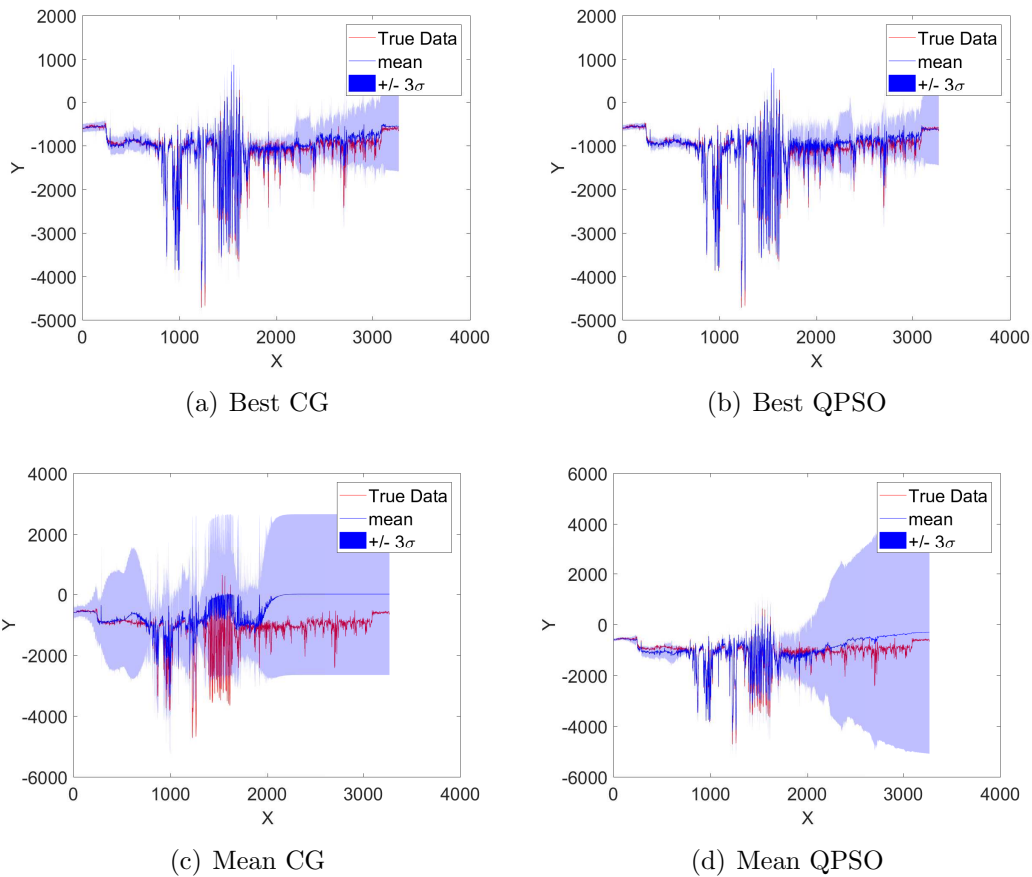 2000
1000
0
-1000
-2000
-3000
-4000
-5000
Y
0 1000 2000 3000 4000
X
True Data
mean
+/- 3σ
(a) Best CG
2000
1000
0
-1000
-2000
-3000
-4000
-5000
Y
0 1000 2000 3000 4000
X
True Data
mean
+/- 3σ
(b) Best QPSO
4000
2000
0
-2000
-4000
-6000
Y
0 1000 2000 3000 4000
X
True Data
mean
+/- 3σ
(c) Mean CG
6000
4000
2000
0
-2000
-4000
-6000
Y
0 1000 2000 3000 4000
X
True Data
mean
+/- 3σ
(d) Mean QPSO